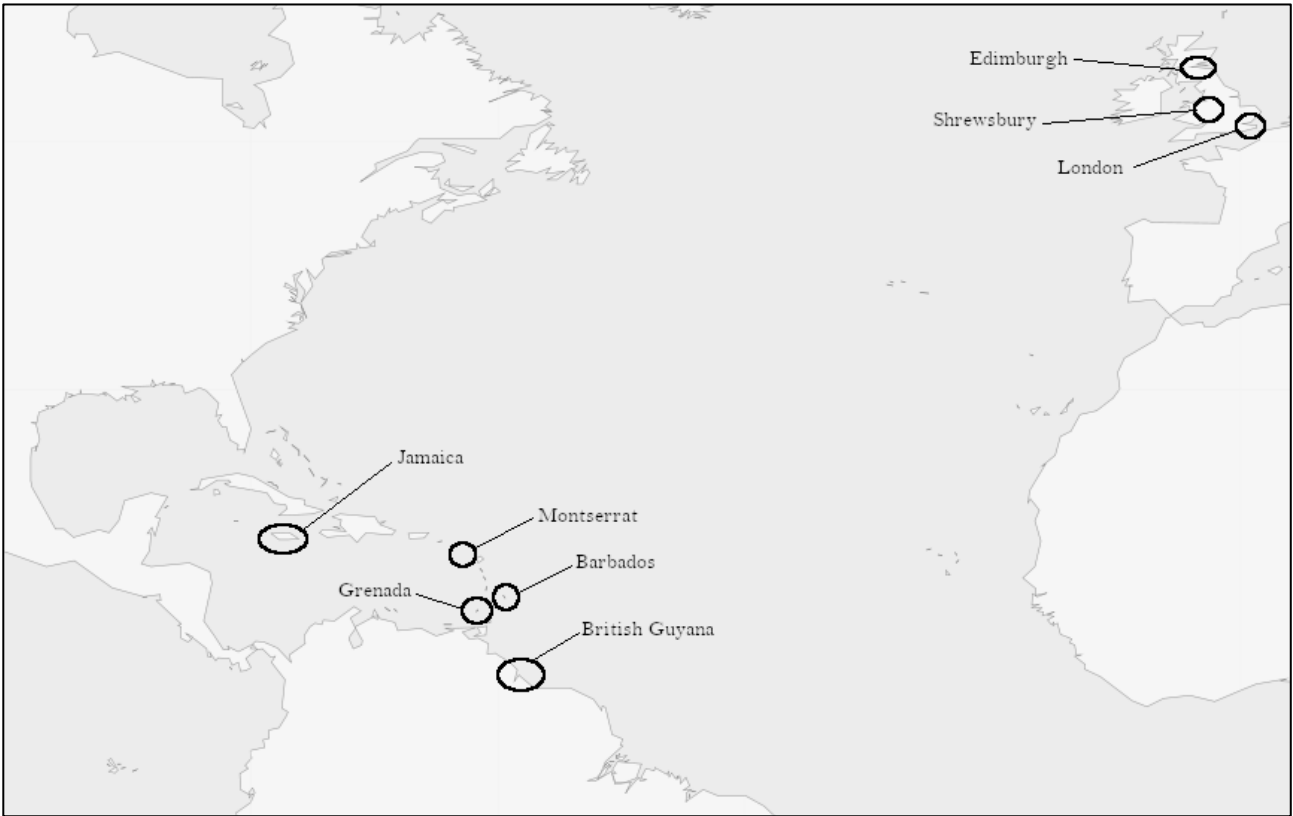 Edimburgh
Shrewsbury
London
Jamaica
Montserrat
Barbados
Grenada
British Guyana